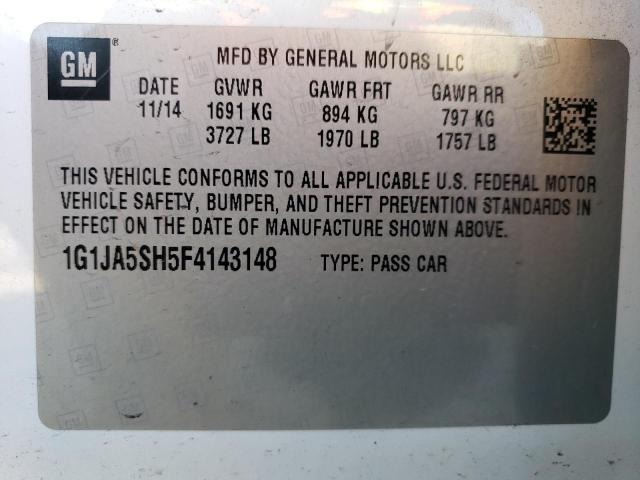 GM ®
MFD BY GENERAL MOTORS LLC
DATE GVWR GAWR FRT GAWR RR
11/14 1691 KG 894 KG 797 KG
3727 LB 1970 LB 1757 LB
THIS VEHICLE CONFORMS TO ALL APPLICABLE U.S. FEDERAL MOTOR
VEHICLE SAFETY, BUMPER, AND THEFT PREVENTION STANDARDS IN
EFFECT ON THE DATE OF MANUFACTURE SHOWN ABOVE.
1G1JA5SH5F4143148 TYPE: PASS CAR